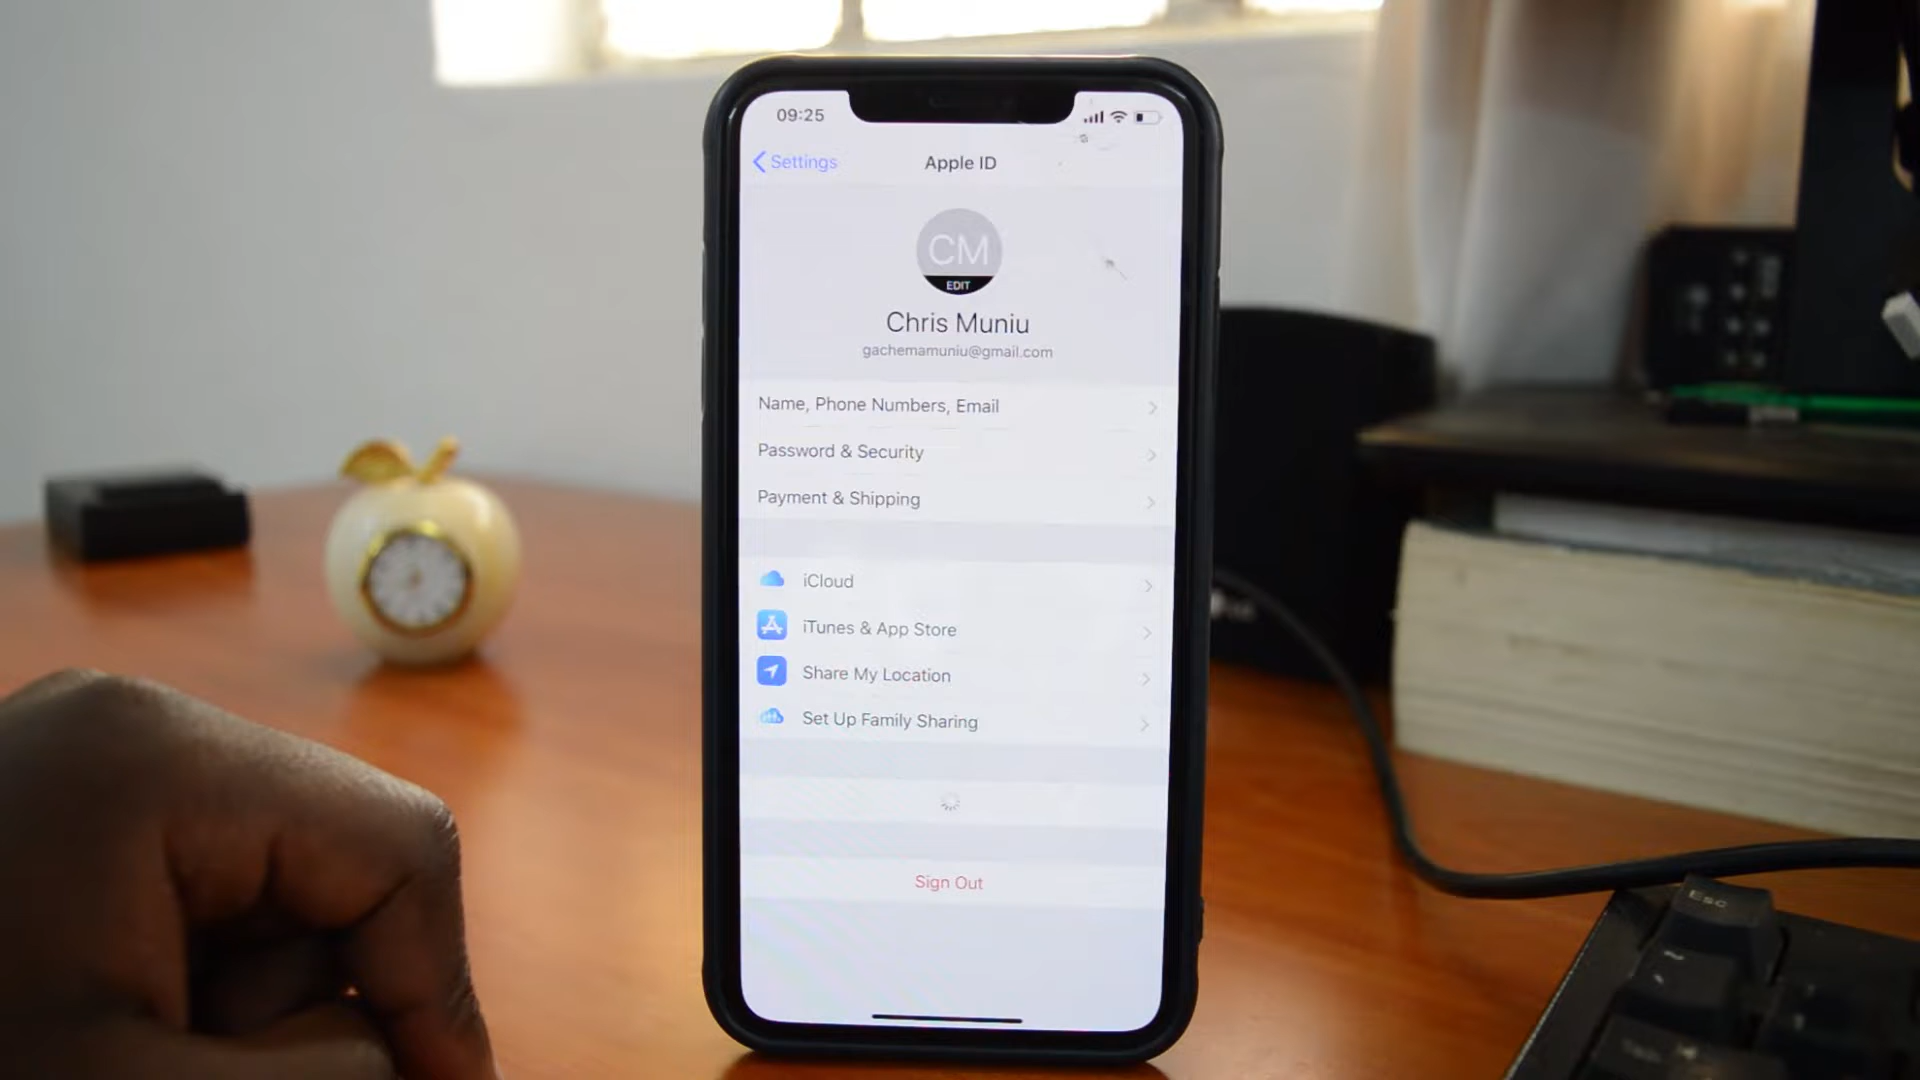 09:25
Settings
Apple ID
CM
EDIT
Chris Muniu
gachemamuniu@gmail.com
Name, Phone Numbers, Email
Password & Security
Payment & Shipping
iCloud
iTunes & App Store
Share My Location
Set Up Family Sharing
Sign Out
Esc